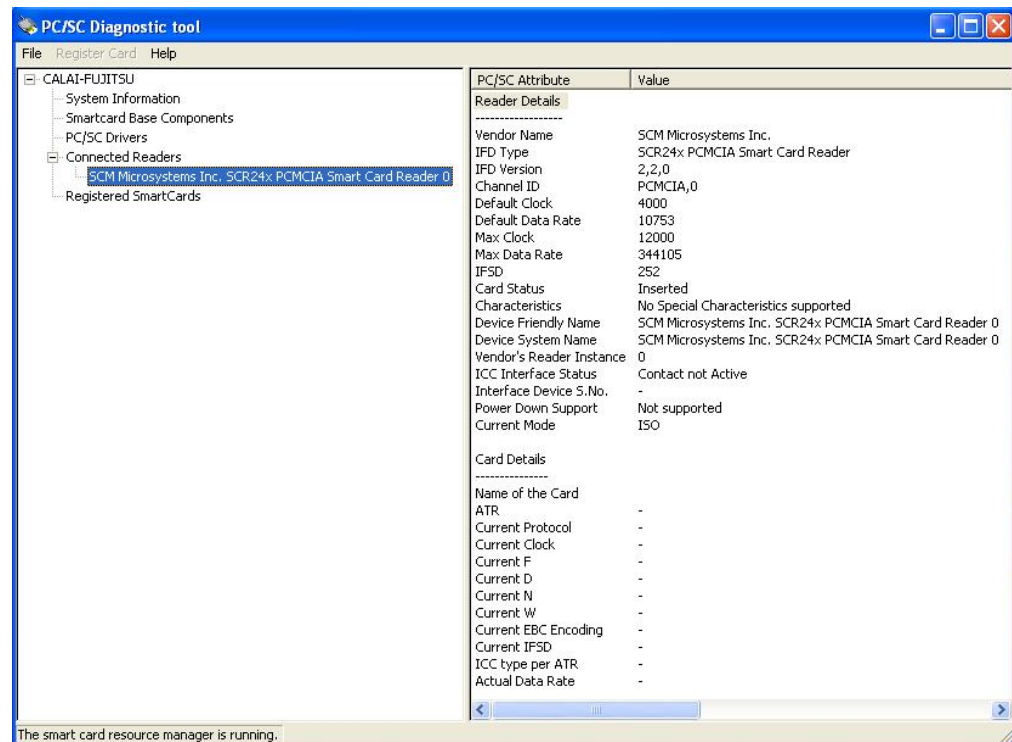 PC/SC Diagnostic tool
File Register Card Help
CALAI-FUJITSU
System Information
Smartcard Base Components
PC/SC Drivers
Connected Readers
SCM Microsystems Inc. SCR24x PCMCIA Smart Card Reader 0
Registered SmartCards
PC/SC Attribute Value
Reader Details
------------------
Vendor Name SCM Microsystems Inc.
IFD Type SCR24x PCMCIA Smart Card Reader
IFD Version 2,2,0
Channel ID PCMCIA,0
Default Clock 4000
Default Data Rate 10753
Max Clock 12000
Max Data Rate 344105
IFSD 252
Card Status Inserted
Characteristics No Special Characteristics supported
Device Friendly Name SCM Microsystems Inc. SCR24x PCMCIA Smart Card Reader 0
Device System Name SCM Microsystems Inc. SCR24x PCMCIA Smart Card Reader 0
Vendor's Reader Instance 0
ICC Interface Status Contact not Active
Interface Device S.No. -
Power Down Support Not supported
Current Mode ISO
Card Details
---------------
Name of the Card
ATR -
Current Protocol -
Current Clock -
Current F -
Current D -
Current N -
Current W -
Current EBC Encoding -
Current IFSD -
ICC type per ATR -
Actual Data Rate -
The smart card resource manager is running.